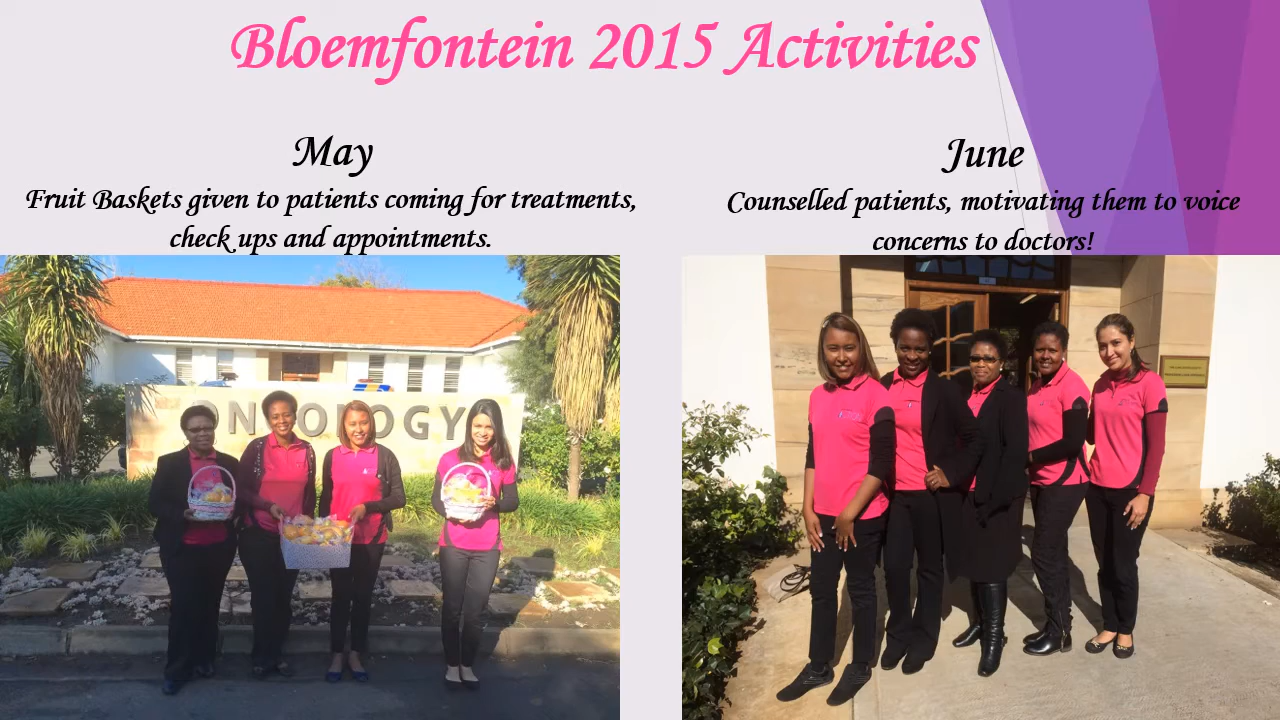 Bloemfontein 2015 Activities
May
Fruit Baskets given to patients coming for treatments,
check ups and appointments.
June
Counselled patients, motivating them to voice
concerns to doctors!
ONCOLOGY